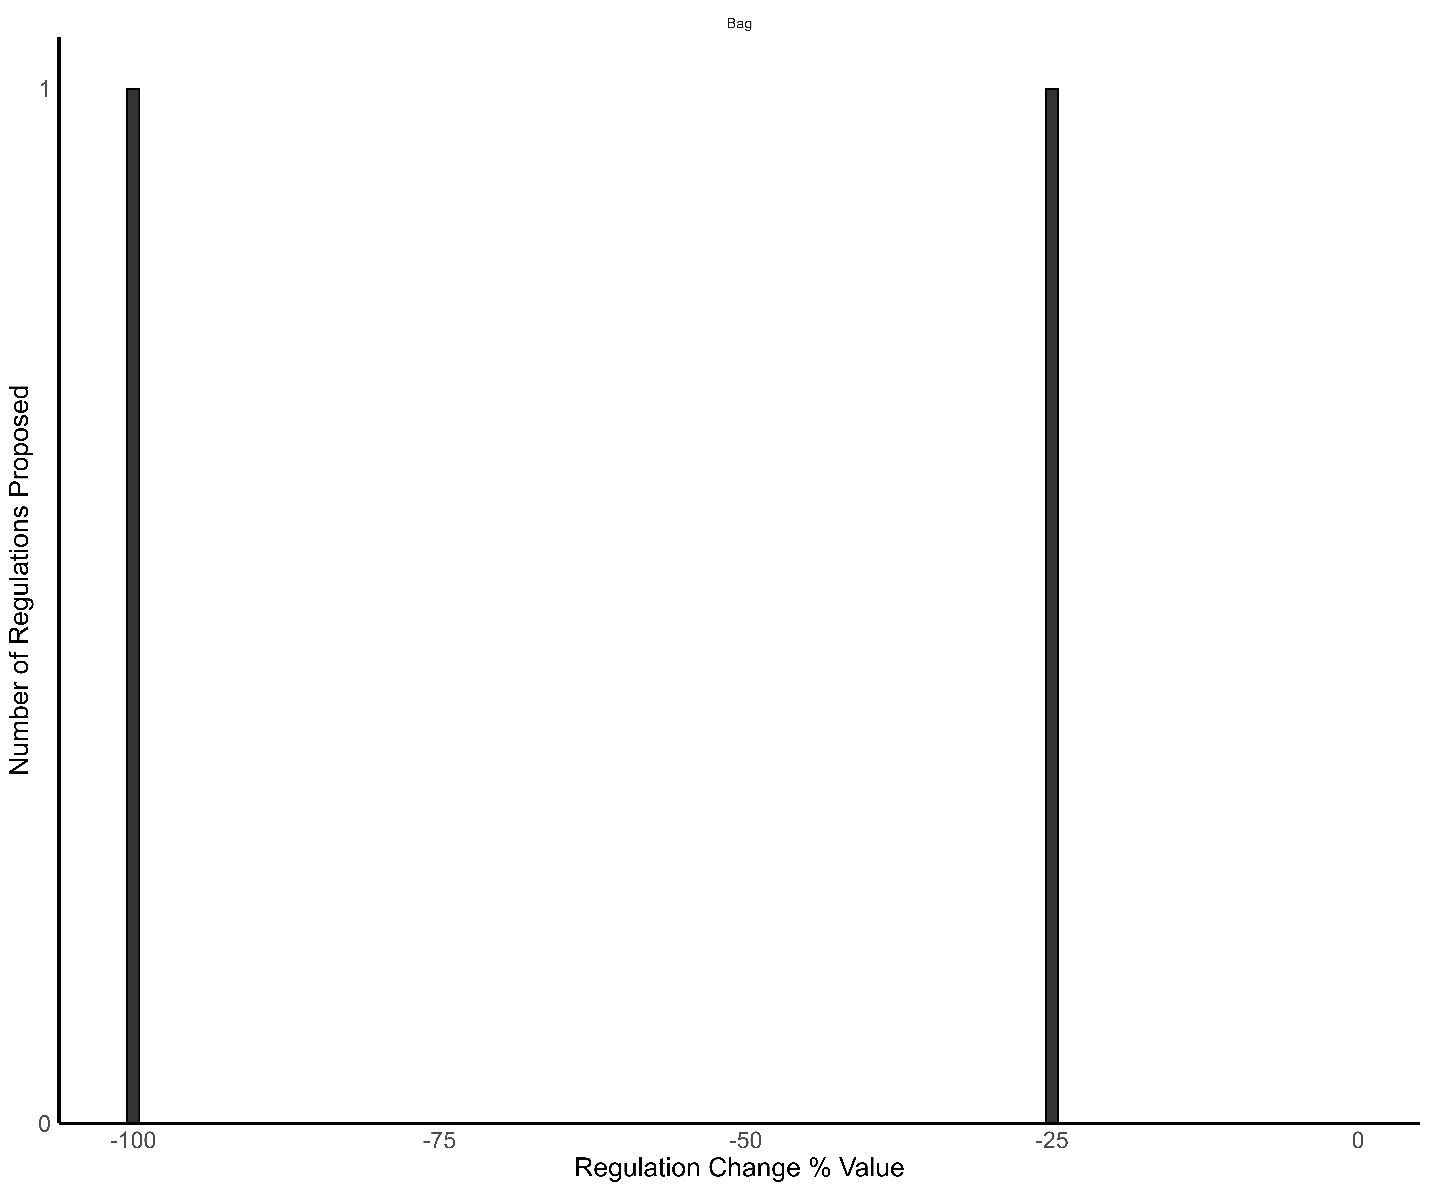 Bag
1
Number of Regulations Proposed
0
-100 -75 -50 -25 0
Regulation Change % Value